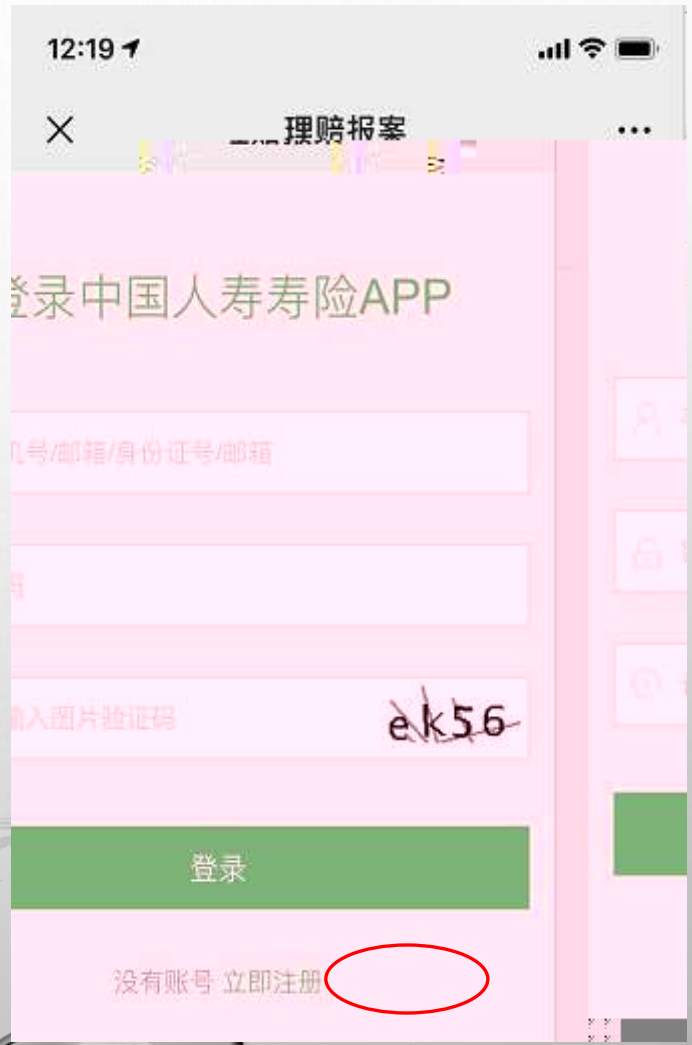 12:19
理赔报案
登录中国人寿寿险APP
机号/邮箱/身份证号/邮箱
码
输入图片验证码
ek56
登录
没有账号 立即注册